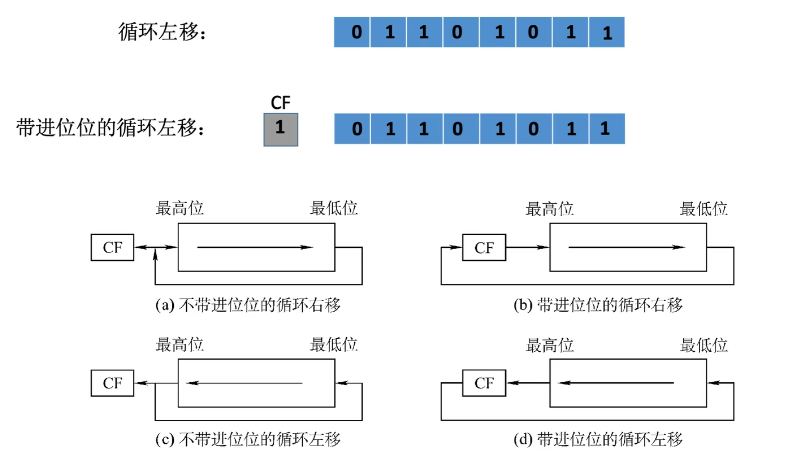 循环左移： 0 1 1 0 1 0 1 1
CF
带进位位的循环左移： 1 0 1 1 0 1 0 1 1
最高位 最低位 最高位 最低位
CF CF
(a) 不带进位位的循环右移 (b) 带进位位的循环右移
最高位 最低位 最高位 最低位
CF CF
(c) 不带进位位的循环左移 (d) 带进位位的循环左移